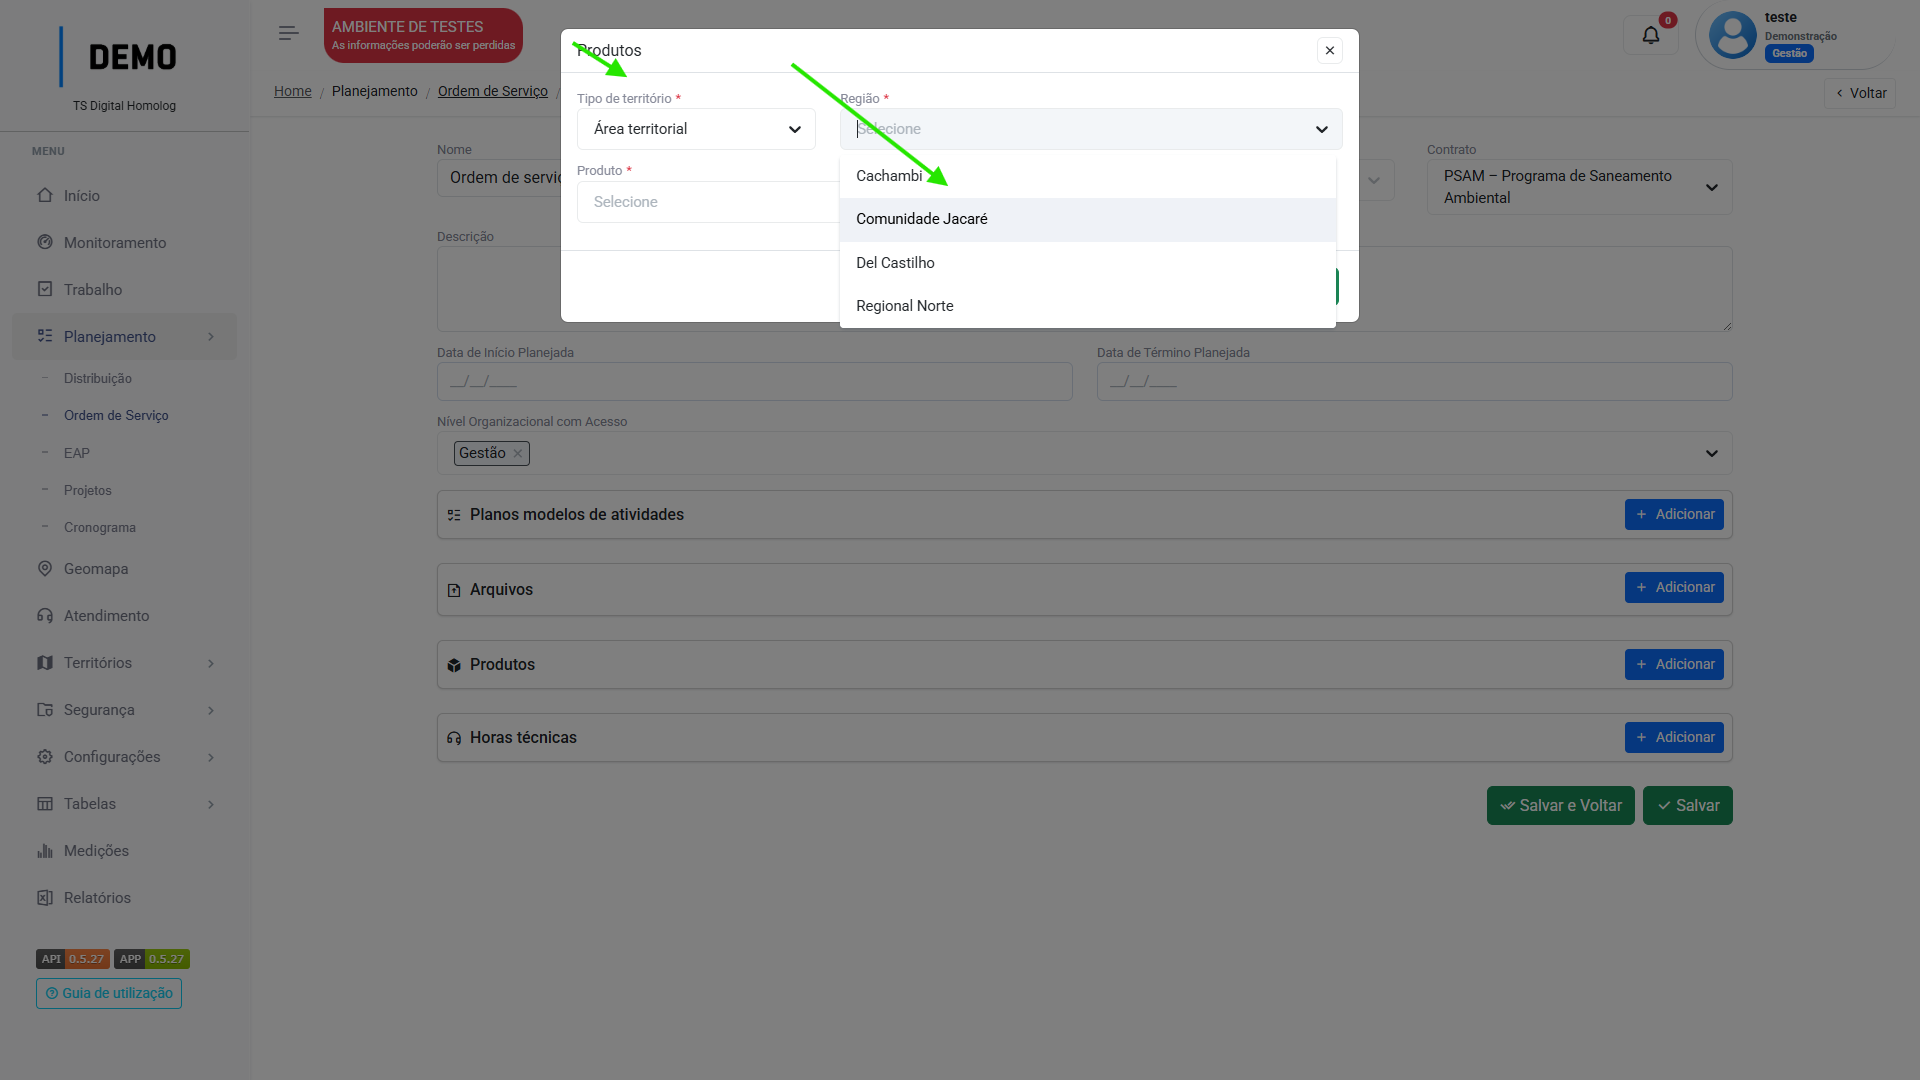 DEMO
TS Digital Homolog
MENU
Início
Monitoramento
Trabalho
Planejamento
Distribuição
Ordem de Serviço
EAP
Projetos
Cronograma
Geomapa
Atendimento
Territórios
Segurança
Configurações
Tabelas
Medições
Relatórios
API 0.5.27 APP 0.5.27
Guia de utilização
AMBIENTE DE TESTES
As informações poderão ser perdidas
0
teste
Demonstração
Gestão
Home / Planejamento / Ordem de Serviço /
Voltar
Produtos
Tipo de território *
Região *
Área territorial
Selecione
Produto *
Selecione
Cachambi
Comunidade Jacaré
Del Castilho
Regional Norte
Nome
Ordem de serviç
Contrato
PSAM – Programa de Saneamento
Ambiental
Descrição
Data de Início Planejada
Data de Término Planejada
__/__/____
__/__/____
Nível Organizacional com Acesso
Gestão
Planos modelos de atividades
Adicionar
Arquivos
Adicionar
Produtos
Adicionar
Horas técnicas
Adicionar
Salvar e Voltar
Salvar